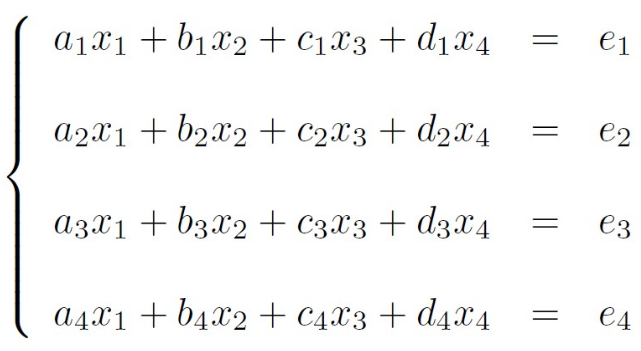 a₁x₁ + b₁x₂ + c₁x₃ + d₁x₄ = e₁
a₂x₁ + b₂x₂ + c₂x₃ + d₂x₄ = e₂
a₃x₁ + b₃x₂ + c₃x₃ + d₃x₄ = e₃
a₄x₁ + b₄x₂ + c₄x₃ + d₄x₄ = e₄